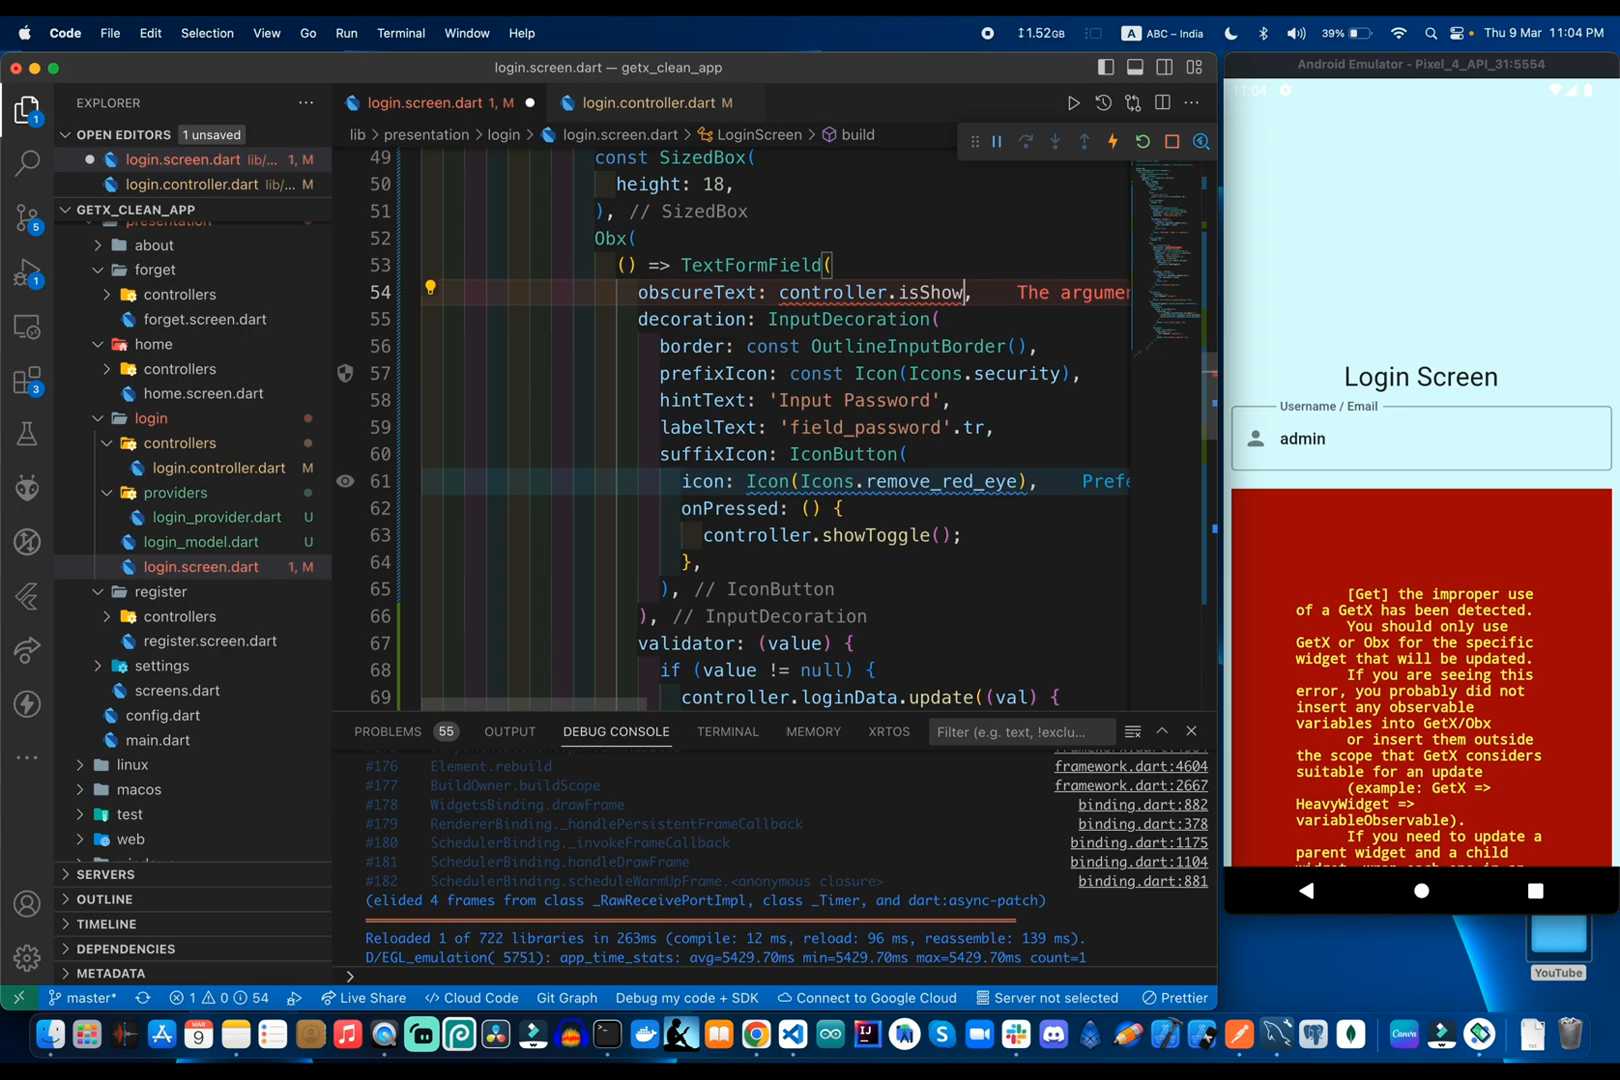 Code File Edit Selection View Go Run Terminal Window Help
1.52GB A ABC – India 39% Thu 9 Mar 11:04 PM
login.screen.dart — getx_clean_app
EXPLORER
OPEN EDITORS 1 unsaved
login.screen.dart lib/... 1, M
login.controller.dart lib/... M
GETX_CLEAN_APP
presentation
about
forget
controllers
forget.screen.dart
home
controllers
home.screen.dart
login
controllers
login.controller.dart M
providers
login_provider.dart U
login_model.dart U
login.screen.dart 1, M
register
controllers
register.screen.dart
settings
screens.dart
config.dart
main.dart
linux
macos
test
web
SERVERS
OUTLINE
TIMELINE
DEPENDENCIES
METADATA
1
5
1
3
login.screen.dart 1, M
login.controller.dart M
lib > presentation > login > login.screen.dart > LoginScreen > build
49 const SizedBox(
50 height: 18,
51 ), // SizedBox
52 Obx(
53 () => TextFormField(
54 obscureText: controller.isShow, The argumen
55 decoration: InputDecoration(
56 border: const OutlineInputBorder(),
57 prefixIcon: const Icon(Icons.security),
58 hintText: 'Input Password',
59 labelText: 'field_password'.tr,
60 suffixIcon: IconButton(
61 icon: Icon(Icons.remove_red_eye), Prefe
62 onPressed: () {
63 controller.showToggle();
64 },
65 ), // IconButton
66 ), // InputDecoration
67 validator: (value) {
68 if (value != null) {
69 controller.loginData.update((val) {
PROBLEMS 55 OUTPUT DEBUG CONSOLE TERMINAL MEMORY XRTOS Filter (e.g. text, !exclu...
#176 Element.rebuild framework.dart:4604
#177 BuildOwner.buildScope framework.dart:2667
#178 WidgetsBinding.drawFrame binding.dart:882
#179 RendererBinding._handlePersistentFrameCallback binding.dart:378
#180 SchedulerBinding._invokeFrameCallback binding.dart:1175
#181 SchedulerBinding.handleDrawFrame binding.dart:1104
#182 SchedulerBinding.scheduleWarmUpFrame.<anonymous closure> binding.dart:881
(elided 4 frames from class _RawReceivePortImpl, class _Timer, and dart:async-patch)
Reloaded 1 of 722 libraries in 263ms (compile: 12 ms, reload: 96 ms, reassemble: 139 ms).
D/EGL_emulation( 5751): app_time_stats: avg=5429.70ms min=5429.70ms max=5429.70ms count=1
master* 1 0 54 Live Share Cloud Code Git Graph Debug my code + SDK Connect to Google Cloud Server not selected Prettier
Android Emulator - Pixel_4_API_31:5554
11:04
Login Screen
Username / Email
admin
[Get] the improper use
of a GetX has been detected.
You should only use
GetX or Obx for the specific
widget that will be updated.
If you are seeing this
error, you probably did not
insert any observable
variables into GetX/Obx
or insert them outside
the scope that GetX considers
suitable for an update
(example: GetX =>
HeavyWidget =>
variableObservable).
If you need to update a
parent widget and a child
YouTube
MAR
9
Canva
TXT